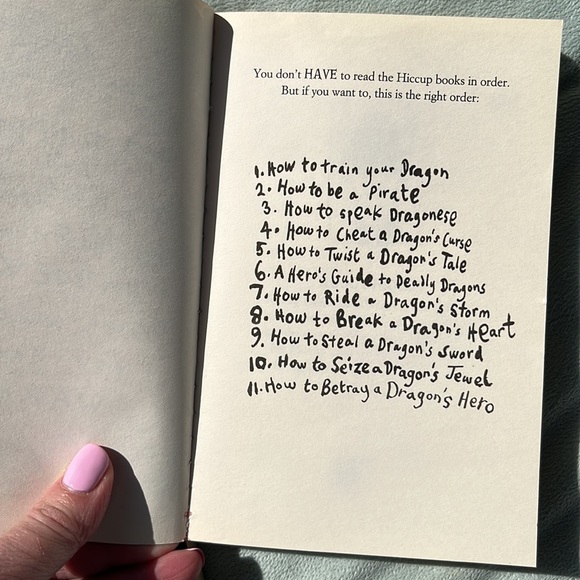 You don't HAVE to read the Hiccup books in order.
But if you want to, this is the right order:
1. How to train your Dragon
2. How to be a Pirate
3. How to speak Dragonese
4. How to Cheat a Dragon's Curse
5. How to Twist a Dragon's Tale
6. A Hero's Guide to Deadly Dragons
7. How to Ride a Dragon's Storm
8. How to Break a Dragon's Heart
9. How to Steal a Dragon's Sword
10. How to Seize a Dragon's Jewel
11. How to Betray a Dragon's Hero